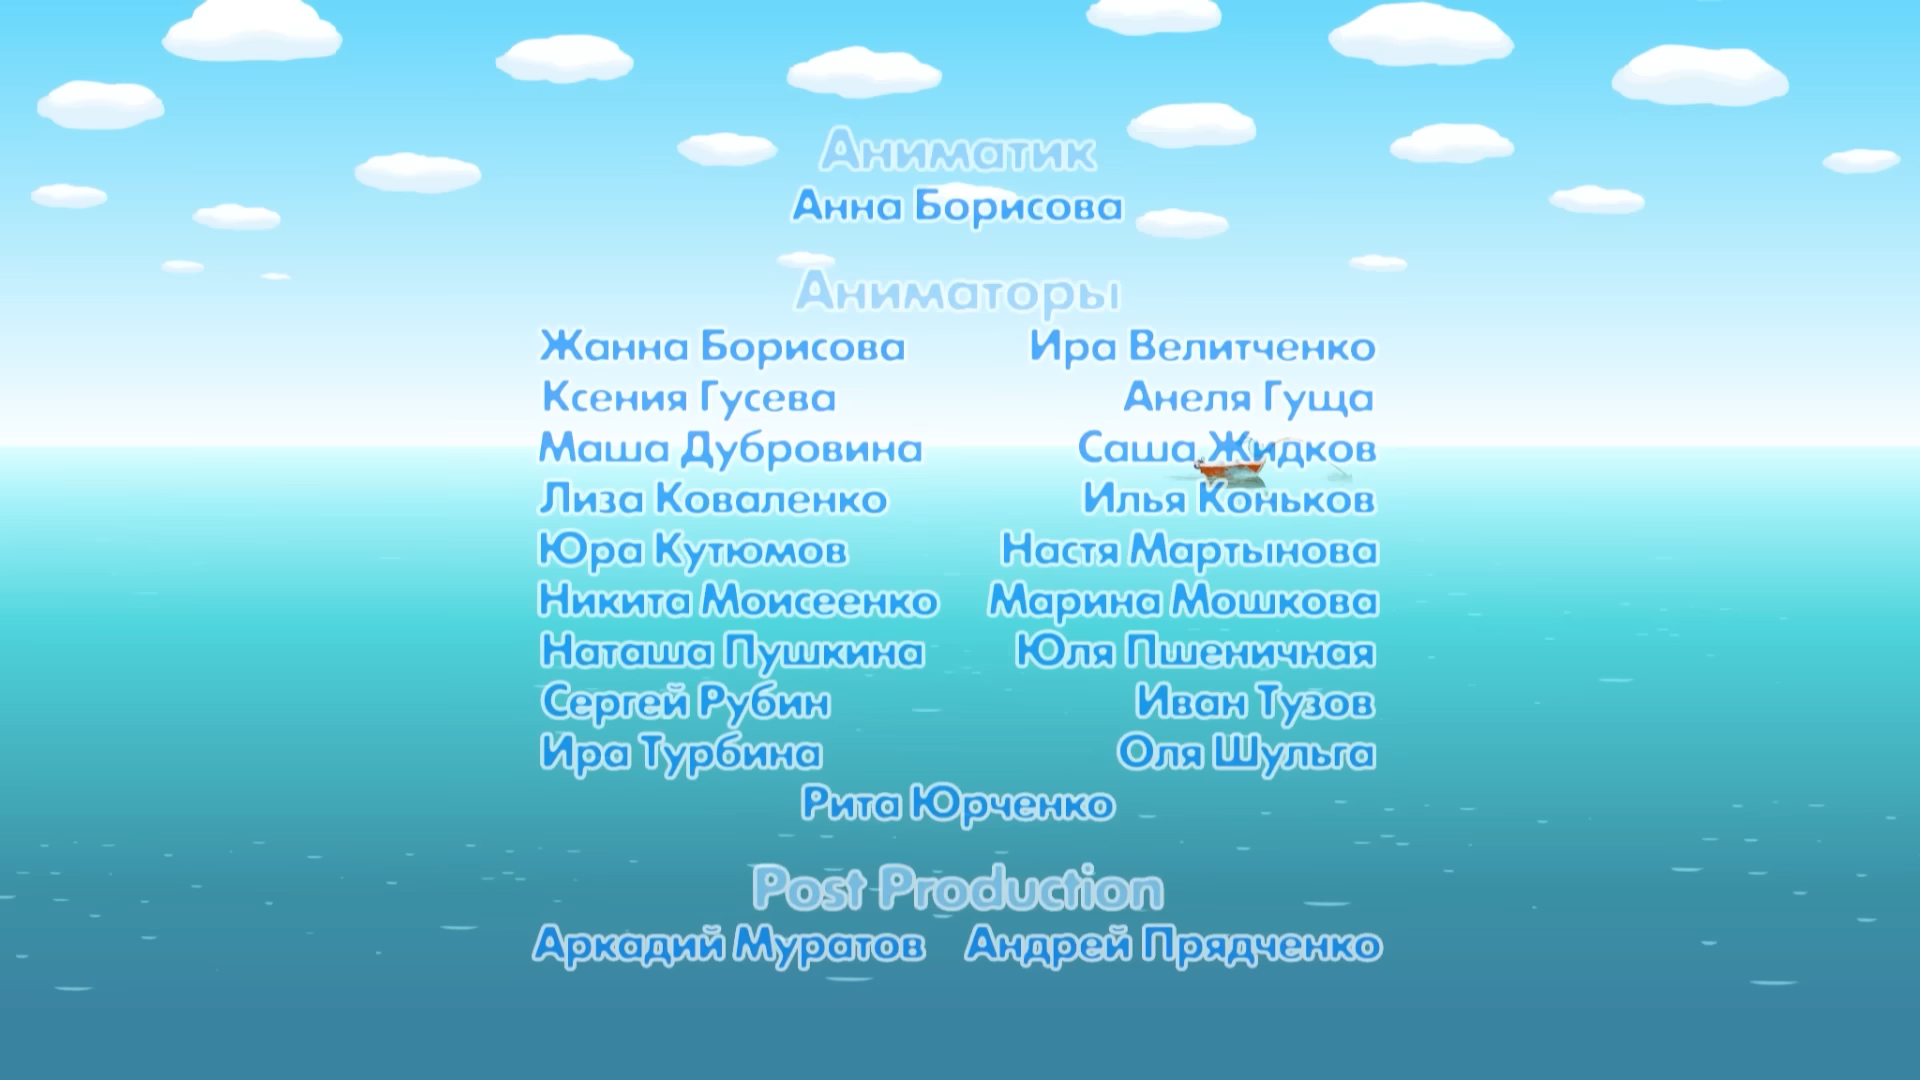 Аниматик
Анна Борисова
Аниматоры
Жанна Борисова Ира Велитченко
Ксения Гусева Анеля Гуща
Маша Дубровина Саша Жидков
Лиза Коваленко Илья Коньков
Юра Кутюмов Настя Мартынова
Никита Моисеенко Марина Мошкова
Наташа Пушкина Юля Пшеничная
Сергей Рубин Иван Тузов
Ира Турбина Оля Шульга
Рита Юрченко
Post Production
Аркадий Муратов Андрей Прядченко